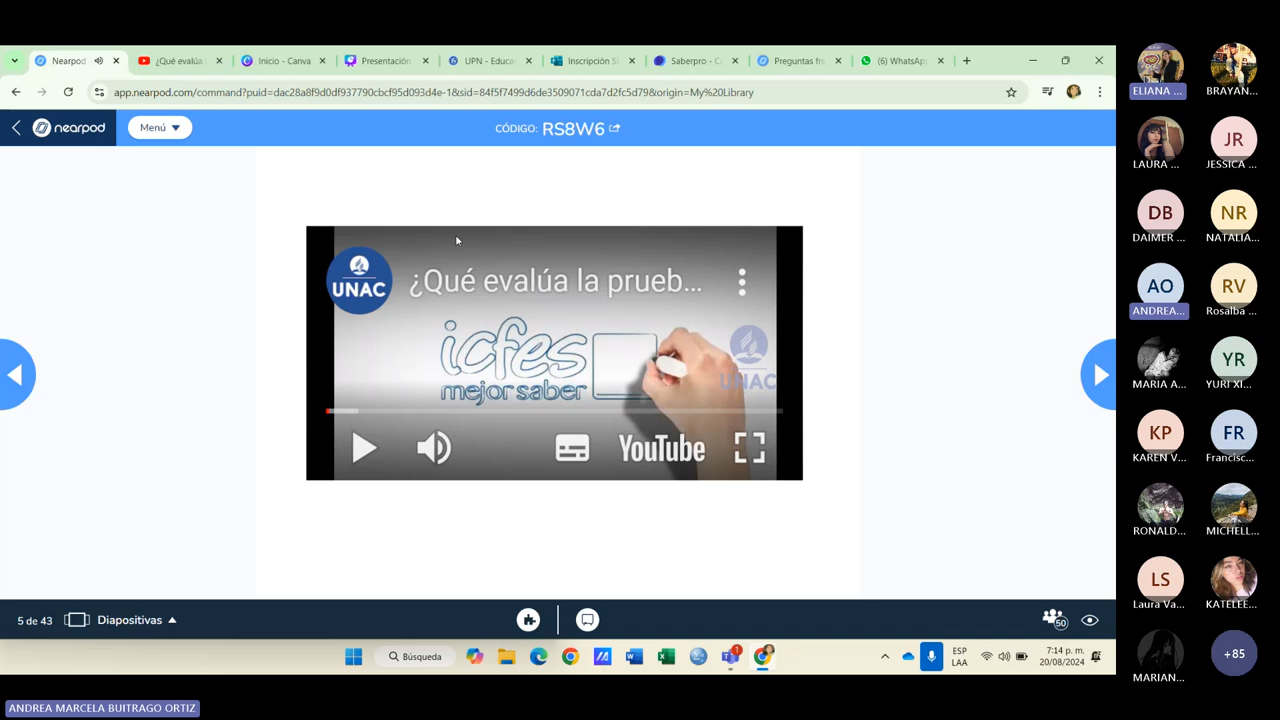 Nearpod
¿Qué evalúa
Inicio - Canva
Presentación
UPN - Educa
Inscripción Si
Saberpro - C
Preguntas fre
(6) WhatsApp
app.nearpod.com/command?puid=dac28a8f9d0df937790cbcf95d093d4e-1&sid=84f5f7499d6de3509071cda7d2fc5d79&origin=My%20Library
nearpod
Menú
CÓDIGO: RS8W6
UNAC
¿Qué evalúa la prueb...
icfes
mejor saber
UNAC
YouTube
5 de 43
Diapositivas
50
Búsqueda
1
ESP
LAA
7:14 p. m.
20/08/2024
ELIANA ...
BRAYAN...
LAURA ...
JR
JESSICA ...
DB
DAIMER ...
NR
NATALIA...
AO
ANDREA...
RV
Rosalba ...
MARIA A...
YR
YURI XI...
KP
KAREN V...
FR
Francisc...
RONALD...
MICHELL...
LS
Laura Va...
KATELEE...
MARIAN...
+85
ANDREA MARCELA BUITRAGO ORTIZ